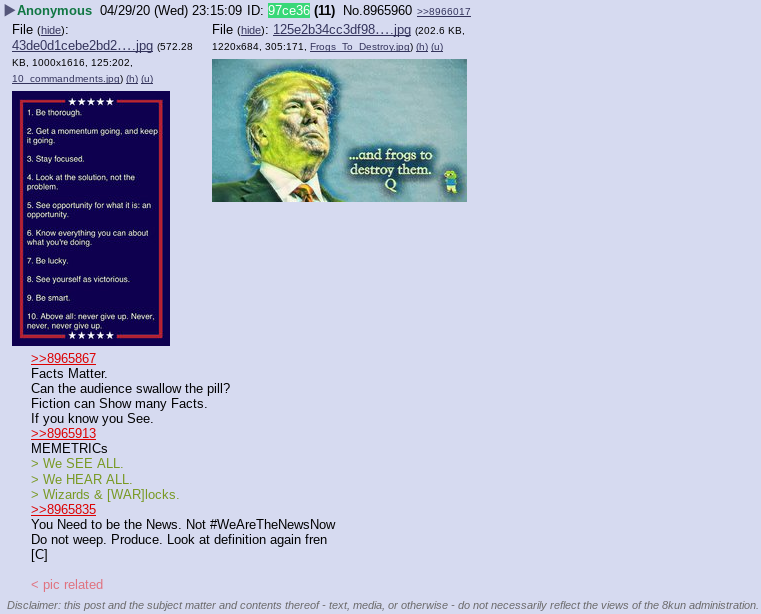 ▶Anonymous 04/29/20 (Wed) 23:15:09 ID: 97ce36 (11) No.8965960 >>8966017
File (hide):
43de0d1cebe2bd2….jpg (572.28
KB, 1000x1616, 125:202,
10_commandments.jpg) (h) (u)
★★★★★
1. Be thorough.
2. Get a momentum going, and keep
it going.
3. Stay focused.
4. Look at the solution, not the
problem.
5. See opportunity for what it is: an
opportunity.
6. Know everything you can about
what you're doing.
7. Be lucky.
8. See yourself as victorious.
9. Be smart.
10. Above all: never give up. Never,
never, never give up.
★★★★★
File (hide): 125e2b34cc3df98….jpg (202.6 KB,
1220x684, 305:171, Frogs_To_Destroy.jpg) (h) (u)
...and frogs to
destroy them.
Q
>>8965867
Facts Matter.
Can the audience swallow the pill?
Fiction can Show many Facts.
If you know you See.
>>8965913
MEMETRICs
> We SEE ALL.
> We HEAR ALL.
> Wizards & [WAR]locks.
>>8965835
You Need to be the News. Not #WeAreTheNewsNow
Do not weep. Produce. Look at definition again fren
[C]
< pic related
Disclaimer: this post and the subject matter and contents thereof - text, media, or otherwise - do not necessarily reflect the views of the 8kun administration.